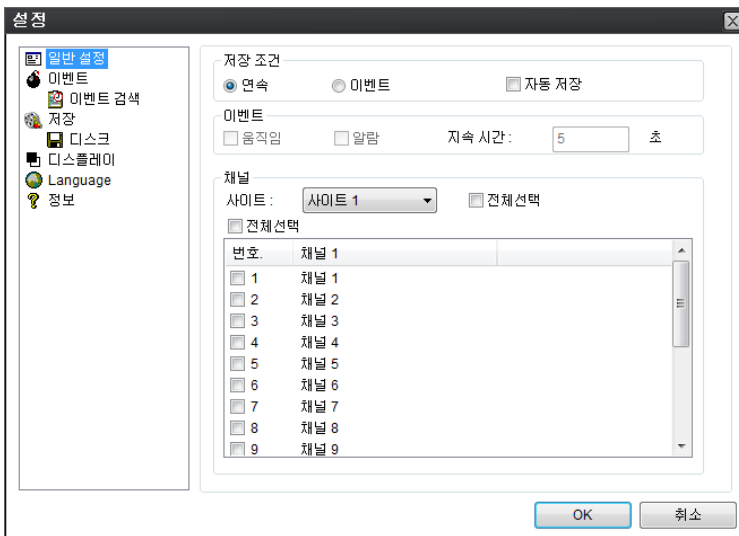 설정
일반 설정
이벤트
이벤트 검색
저장
디스크
디스플레이
Language
정보
저장 조건
연속 이벤트 자동 저장
이벤트
움직임 알람 지속 시간 : 5 초
채널
사이트 : 사이트 1 전체선택
전체선택
번호. 채널 1
1 채널 1
2 채널 2
3 채널 3
4 채널 4
5 채널 5
6 채널 6
7 채널 7
8 채널 8
9 채널 9
OK 취소